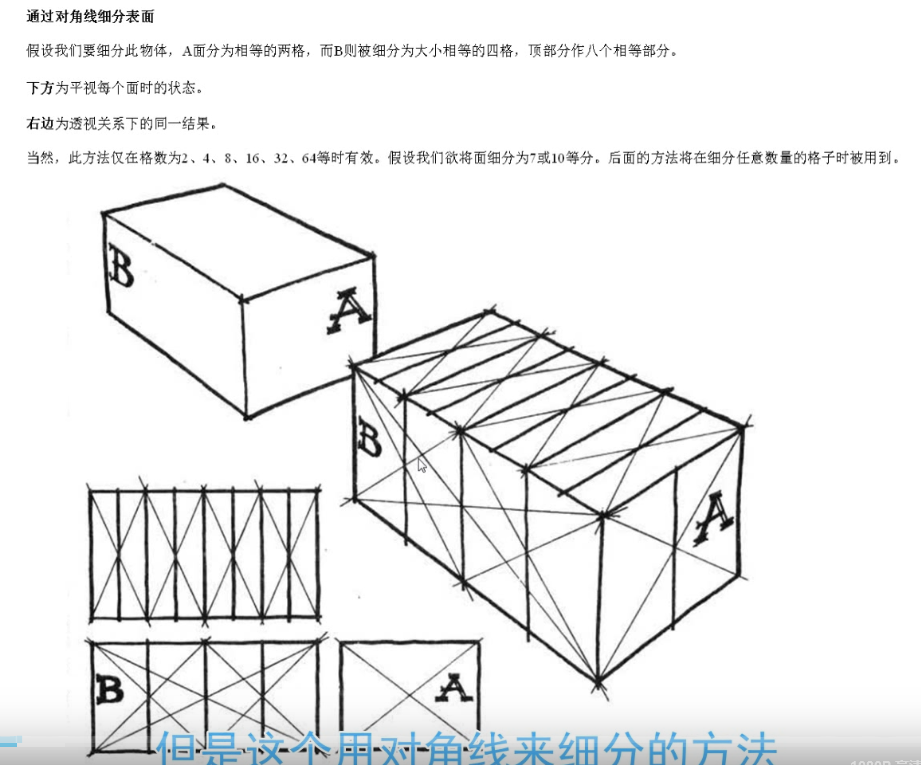 通过对角线细分表面
假设我们要细分此物体，A面分为相等的两格，而B则被细分为大小相等的四格，顶部分作八个相等部分。
下方为平视每个面时的状态。
右边为透视关系下的同一结果。
当然，此方法仅在格数为2、4、8、16、32、64等时有效。假设我们欲将面细分为7或10等分。后面的方法将在细分任意数量的格子时被用到。
B
A
B
A
B
A
但是这个用对角线来细分的方法